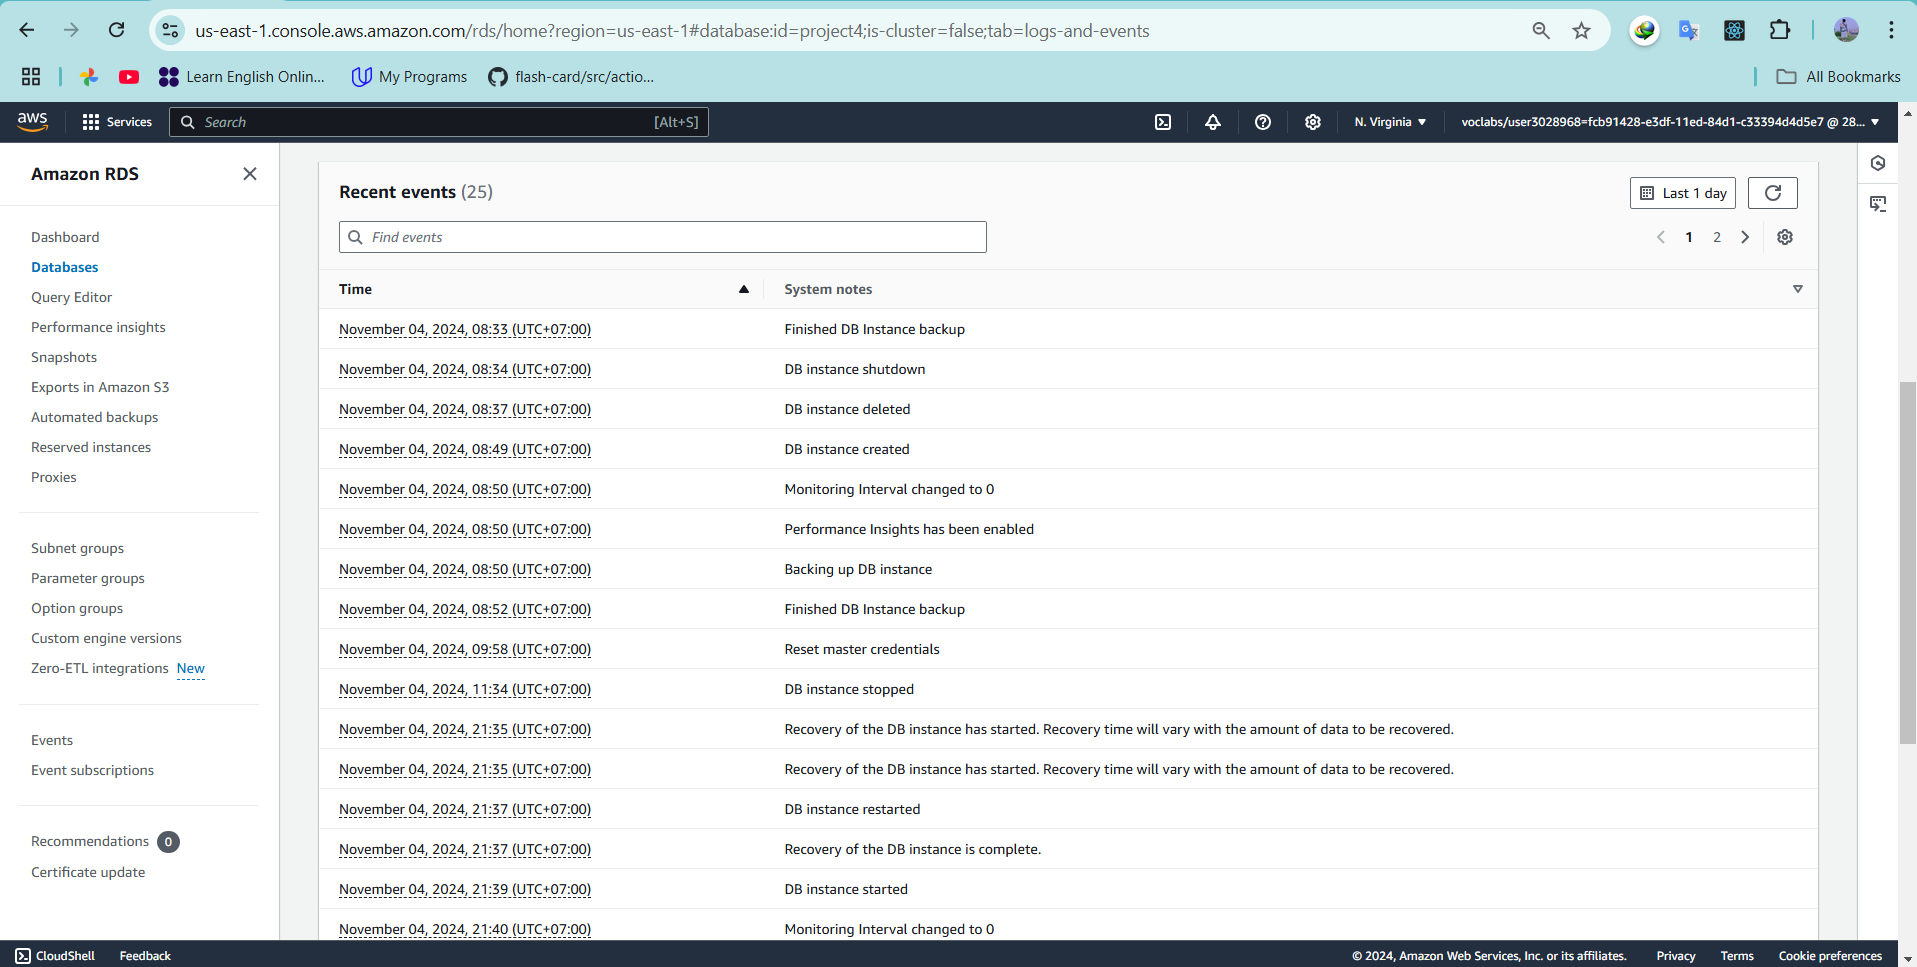 us-east-1.console.aws.amazon.com/rds/home?region=us-east-1#database:id=project4;is-cluster=false;tab=logs-and-events
Learn English Onlin...
My Programs
flash-card/src/actio...
All Bookmarks
aws
Services
Search
[Alt+S]
N. Virginia
voclabs/user3028968=fcb91428-e3df-11ed-84d1-c33394d4d5e7 @ 28...
Amazon RDS
Dashboard
Databases
Query Editor
Performance insights
Snapshots
Exports in Amazon S3
Automated backups
Reserved instances
Proxies
Subnet groups
Parameter groups
Option groups
Custom engine versions
Zero-ETL integrations New
Events
Event subscriptions
Recommendations 0
Certificate update
Recent events (25)
Last 1 day
Find events
1 2
Time System notes
November 04, 2024, 08:33 (UTC+07:00) Finished DB Instance backup
November 04, 2024, 08:34 (UTC+07:00) DB instance shutdown
November 04, 2024, 08:37 (UTC+07:00) DB instance deleted
November 04, 2024, 08:49 (UTC+07:00) DB instance created
November 04, 2024, 08:50 (UTC+07:00) Monitoring Interval changed to 0
November 04, 2024, 08:50 (UTC+07:00) Performance Insights has been enabled
November 04, 2024, 08:50 (UTC+07:00) Backing up DB instance
November 04, 2024, 08:52 (UTC+07:00) Finished DB Instance backup
November 04, 2024, 09:58 (UTC+07:00) Reset master credentials
November 04, 2024, 11:34 (UTC+07:00) DB instance stopped
November 04, 2024, 21:35 (UTC+07:00) Recovery of the DB instance has started. Recovery time will vary with the amount of data to be recovered.
November 04, 2024, 21:35 (UTC+07:00) Recovery of the DB instance has started. Recovery time will vary with the amount of data to be recovered.
November 04, 2024, 21:37 (UTC+07:00) DB instance restarted
November 04, 2024, 21:37 (UTC+07:00) Recovery of the DB instance is complete.
November 04, 2024, 21:39 (UTC+07:00) DB instance started
November 04, 2024, 21:40 (UTC+07:00) Monitoring Interval changed to 0
CloudShell
Feedback
© 2024, Amazon Web Services, Inc. or its affiliates.
Privacy
Terms
Cookie preferences